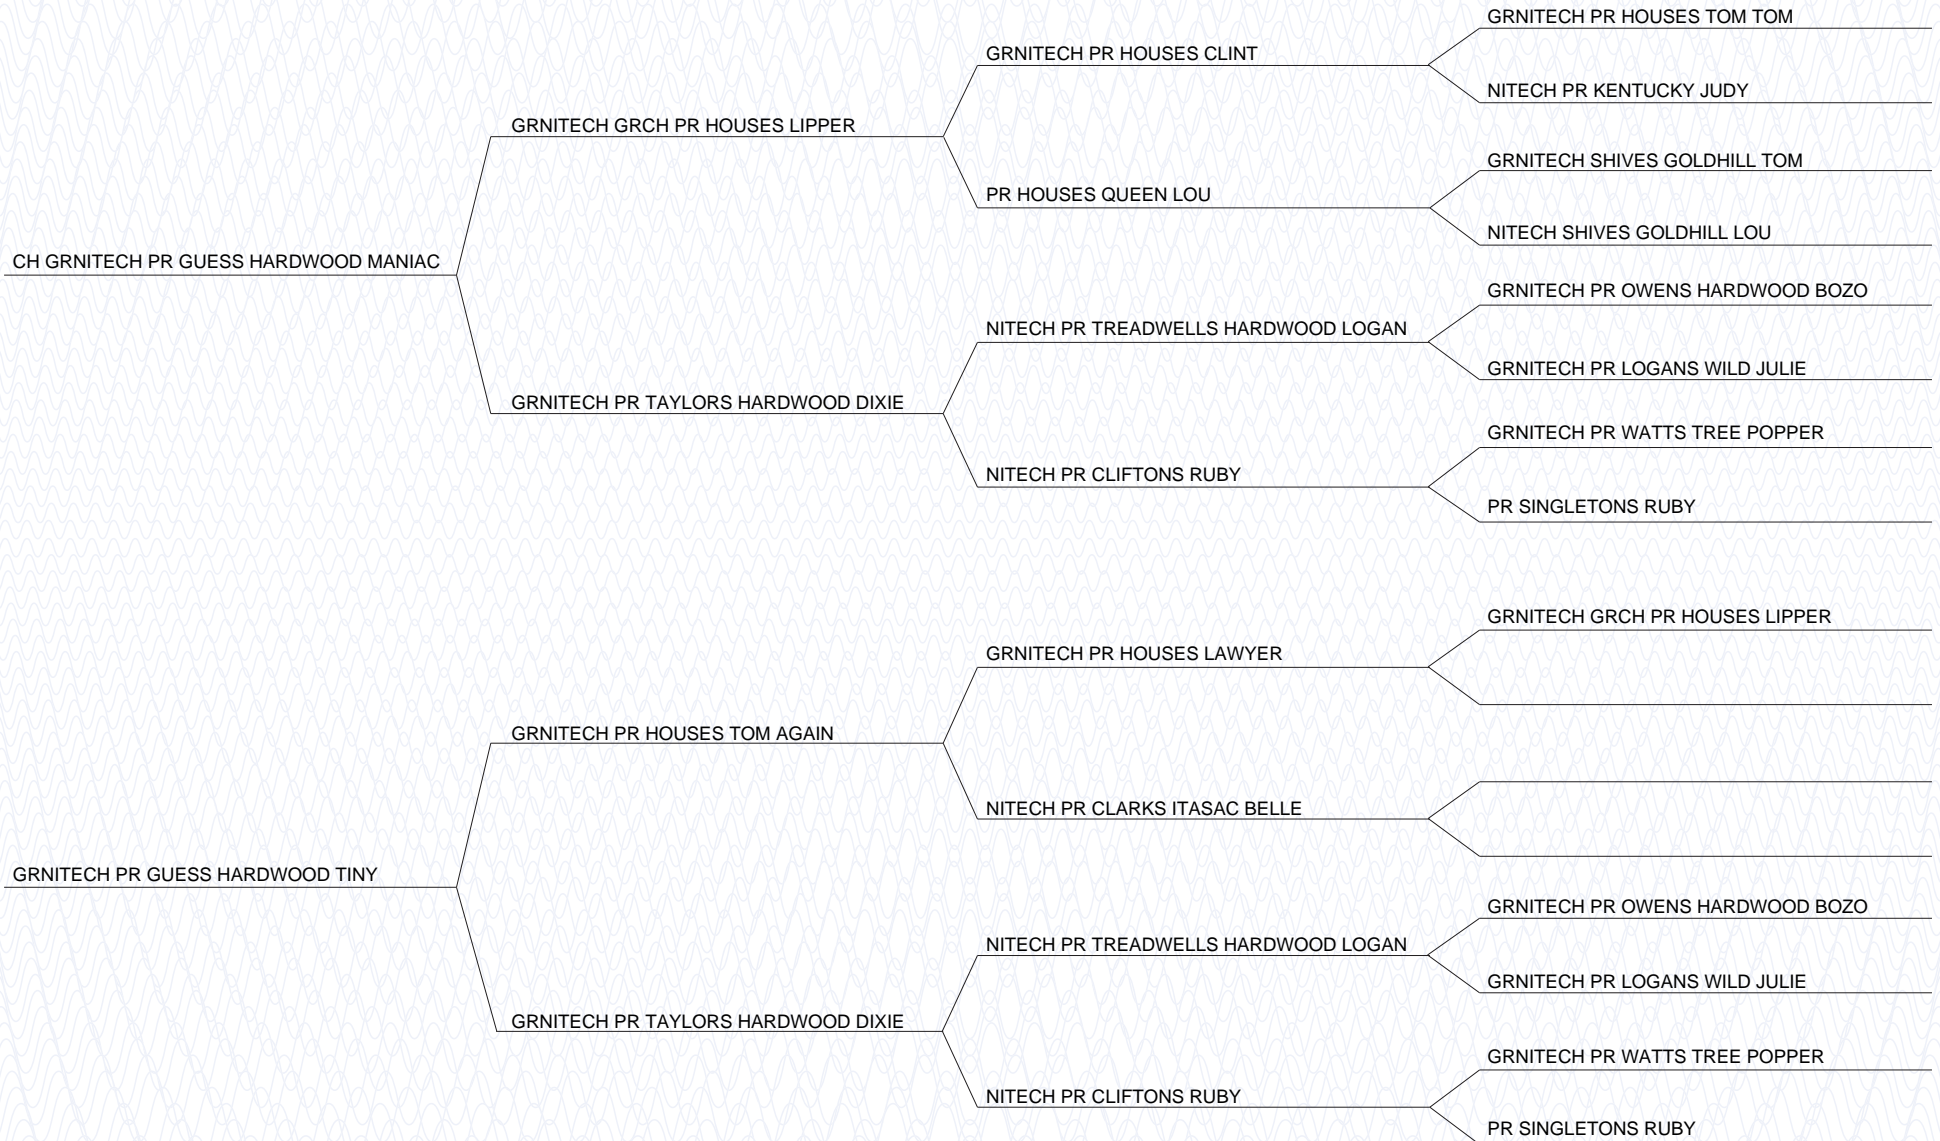 GRNITECH PR HOUSES TOM TOM
GRNITECH PR HOUSES CLINT
NITECH PR KENTUCKY JUDY
GRNITECH GRCH PR HOUSES LIPPER
GRNITECH SHIVES GOLDHILL TOM
PR HOUSES QUEEN LOU
NITECH SHIVES GOLDHILL LOU
CH GRNITECH PR GUESS HARDWOOD MANIAC
GRNITECH PR OWENS HARDWOOD BOZO
NITECH PR TREADWELLS HARDWOOD LOGAN
GRNITECH PR LOGANS WILD JULIE
GRNITECH PR TAYLORS HARDWOOD DIXIE
GRNITECH PR WATTS TREE POPPER
NITECH PR CLIFTONS RUBY
PR SINGLETONS RUBY
GRNITECH GRCH PR HOUSES LIPPER
GRNITECH PR HOUSES LAWYER
GRNITECH PR HOUSES TOM AGAIN
NITECH PR CLARKS ITASAC BELLE
GRNITECH PR GUESS HARDWOOD TINY
GRNITECH PR OWENS HARDWOOD BOZO
NITECH PR TREADWELLS HARDWOOD LOGAN
GRNITECH PR LOGANS WILD JULIE
GRNITECH PR TAYLORS HARDWOOD DIXIE
GRNITECH PR WATTS TREE POPPER
NITECH PR CLIFTONS RUBY
PR SINGLETONS RUBY